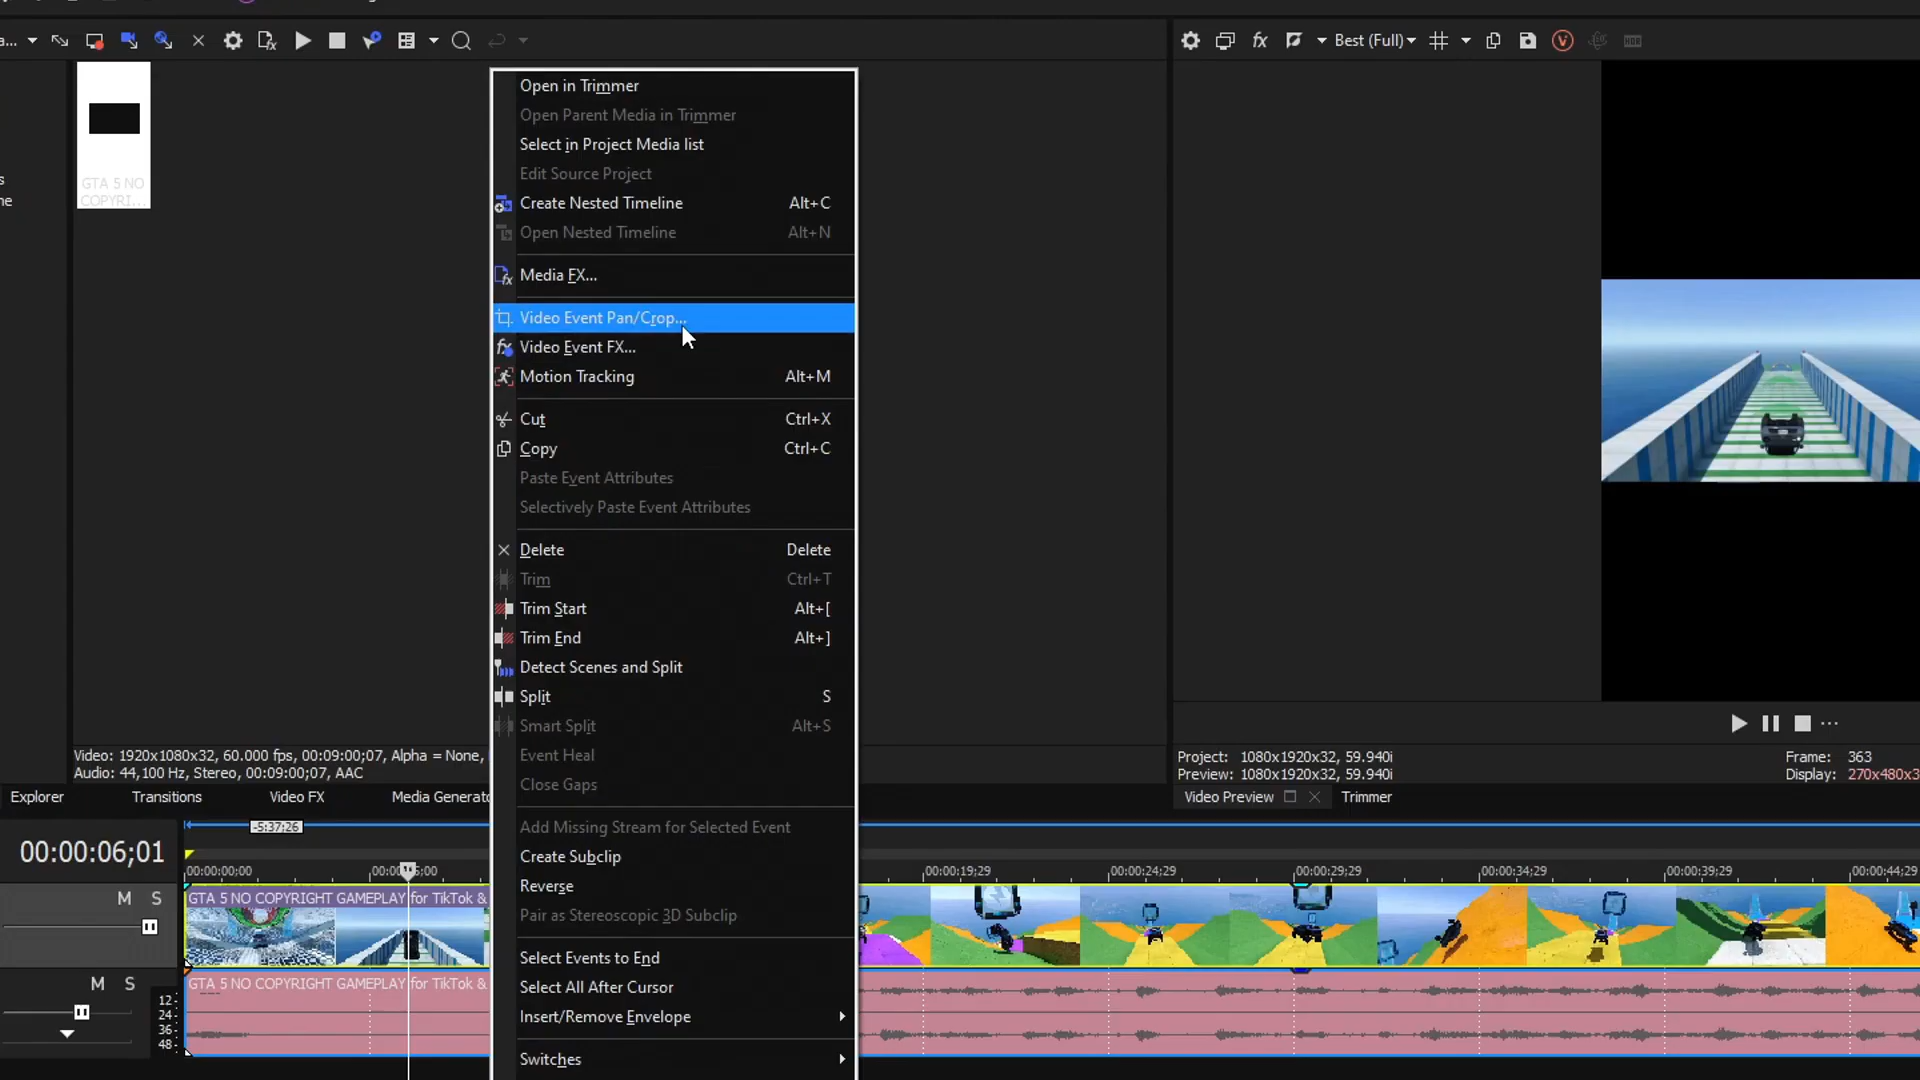 a...
Best (Full)
s
ne
GTA 5 NO
COPYRI...
Open in Trimmer
Open Parent Media in Trimmer
Select in Project Media list
Edit Source Project
Create Nested Timeline Alt+C
Open Nested Timeline Alt+N
Media FX...
Video Event Pan/Crop...
Video Event FX...
Motion Tracking Alt+M
Cut Ctrl+X
Copy Ctrl+C
Paste Event Attributes
Selectively Paste Event Attributes
Delete Delete
Trim Ctrl+T
Trim Start Alt+[
Trim End Alt+]
Detect Scenes and Split
Split S
Smart Split Alt+S
Event Heal
Close Gaps
Add Missing Stream for Selected Event
Create Subclip
Reverse
Pair as Stereoscopic 3D Subclip
Select Events to End
Select All After Cursor
Insert/Remove Envelope
Switches
Video: 1920x1080x32, 60.000 fps, 00:09:00;07, Alpha = None,
Audio: 44,100 Hz, Stereo, 00:09:00;07, AAC
Project: 1080x1920x32, 59.940i
Preview: 1080x1920x32, 59.940i
Frame: 363
Display: 270x480x3
Explorer Transitions Video FX Media Generato
Video Preview Trimmer
-5:37;26
00:00:06;01
00:00:00;00 00:00:19;29 00:00:24;29 00:00:29;29 00:00:34;29 00:00:39;29 00:00:44;29
M S
GTA 5 NO COPYRIGHT GAMEPLAY for TikTok &
M S
GTA 5 NO COPYRIGHT GAMEPLAY for TikTok &
12
24
36
48